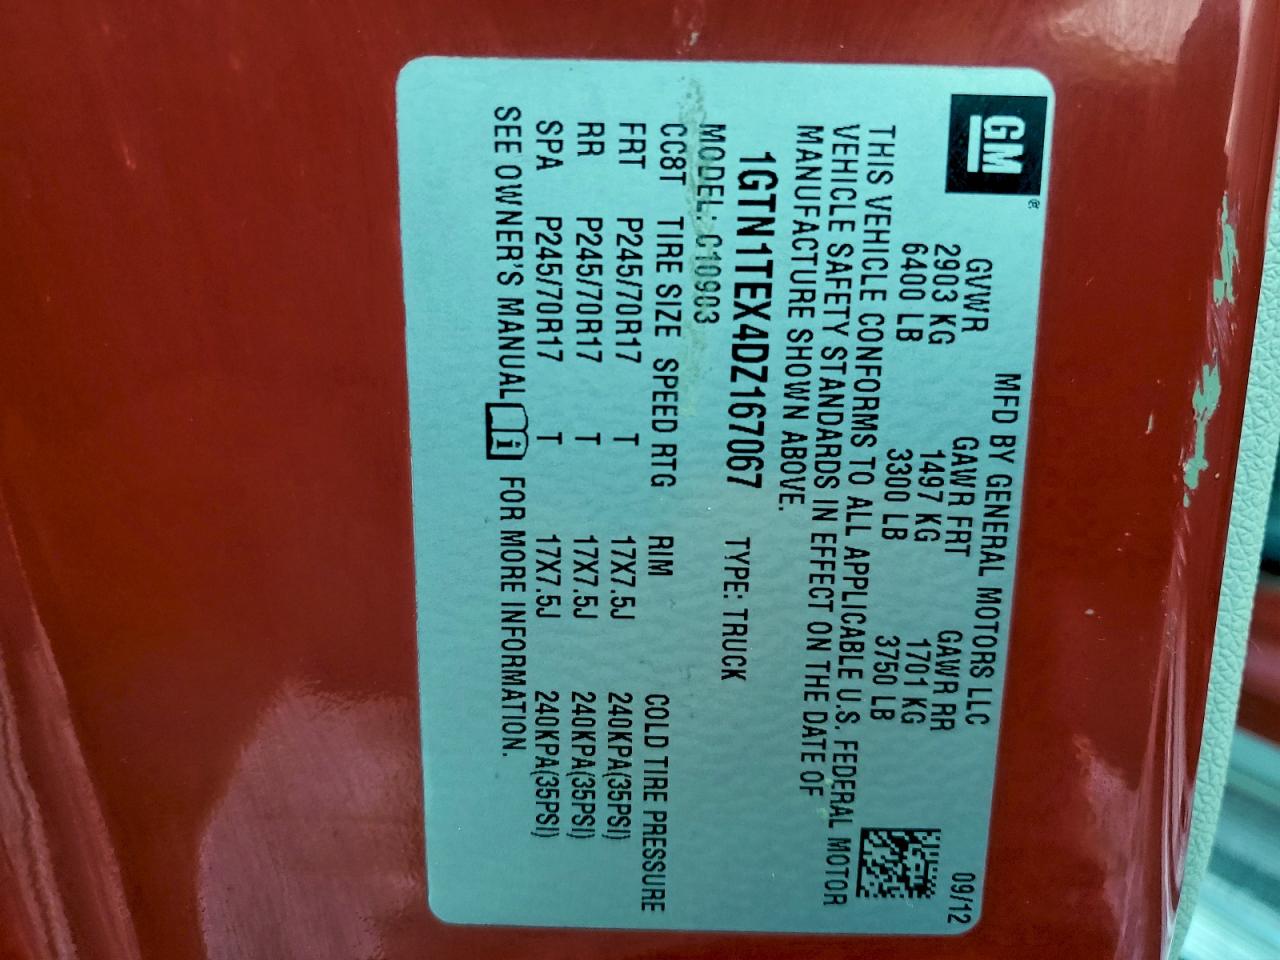 GM®
MFD BY GENERAL MOTORS LLC 09/12
GVWR GAWR FRT GAWR RR
2903 KG 1497 KG 1701 KG
6400 LB 3300 LB 3750 LB
THIS VEHICLE CONFORMS TO ALL APPLICABLE U.S. FEDERAL MOTOR
VEHICLE SAFETY STANDARDS IN EFFECT ON THE DATE OF
MANUFACTURE SHOWN ABOVE.
1GTN1TEX4DZ167067 TYPE: TRUCK
MODEL: C10903
CC8T TIRE SIZE SPEED RTG RIM COLD TIRE PRESSURE
FRT P245/70R17 T 17X7.5J 240KPA(35PSI)
RR P245/70R17 T 17X7.5J 240KPA(35PSI)
SPA P245/70R17 T 17X7.5J 240KPA(35PSI)
SEE OWNER'S MANUAL i FOR MORE INFORMATION.